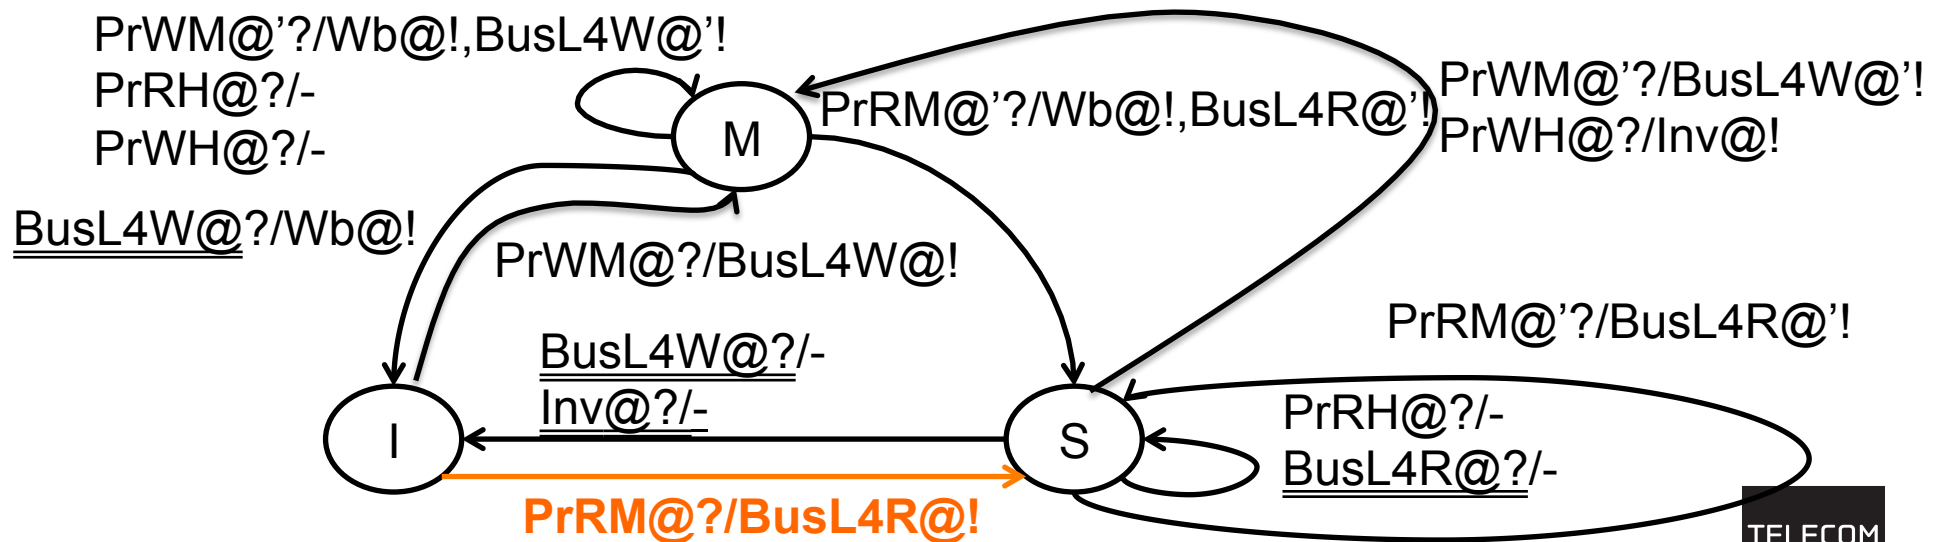 PrWM@’?/Wb@!,BusL4W@’!
PrRH@?/-
PrWH@?/-
M
PrRM@’?/Wb@!,BusL4R@’!
PrWM@’?/BusL4W@’!
PrWH@?/Inv@!
BusL4W@?/Wb@!
PrWM@?/BusL4W@!
BusL4W@?/-
Inv@?/-
PrRM@’?/BusL4R@’!
I
S
PrRH@?/-
BusL4R@?/-
PrRM@?/BusL4R@!
TELECOM